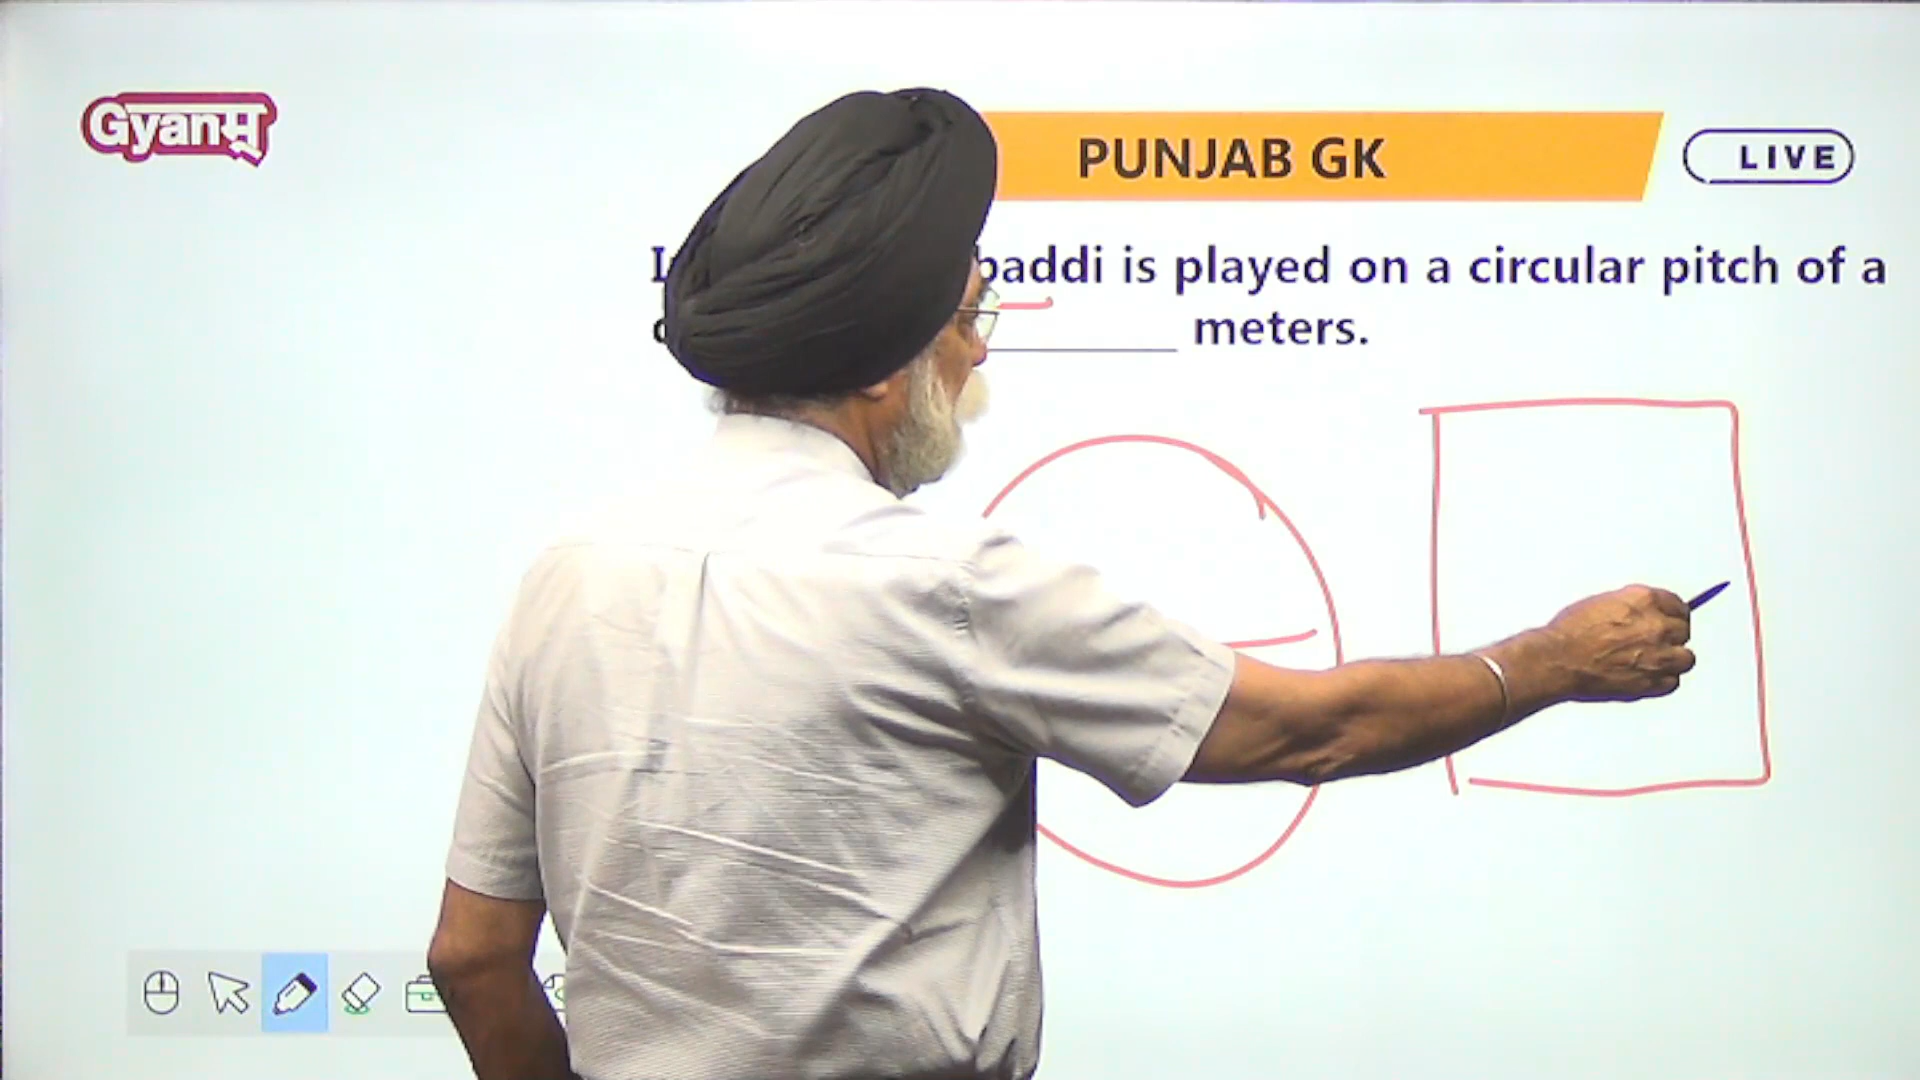 Gyanम्
PUNJAB GK
LIVE
baddi is played on a circular pitch of a
meters.